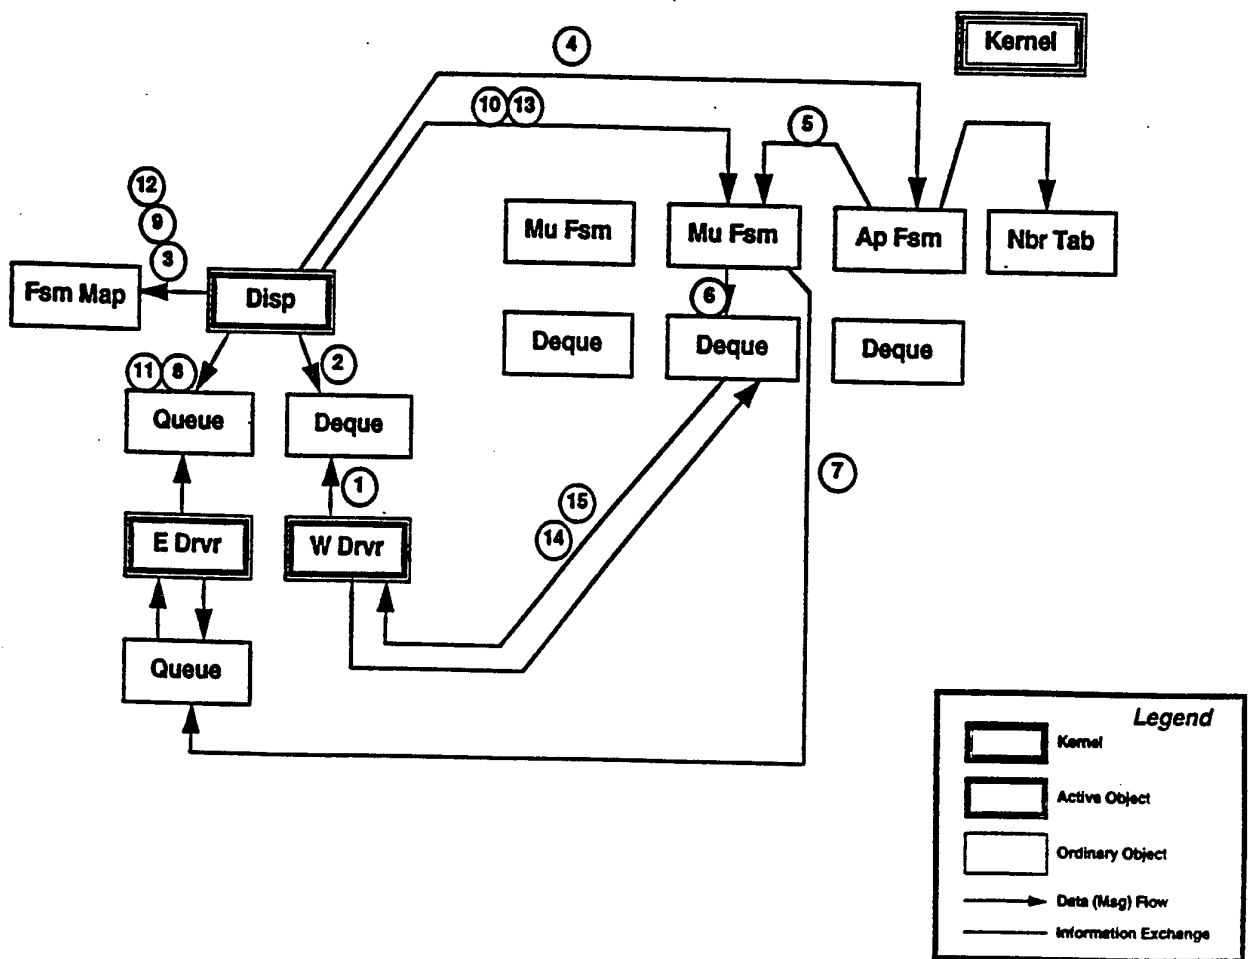 4
Kernel
10 13
5
12
9
3
Mu Fsm
Mu Fsm
Ap Fsm
Nbr Tab
Fsm Map
Disp
6
Deque
Deque
Deque
11 8
2
Queue
Deque
1
7
15
14
E Drvr
W Drvr
Queue
Legend
Kernel
Active Object
Ordinary Object
Data (Msg) Flow
Information Exchange